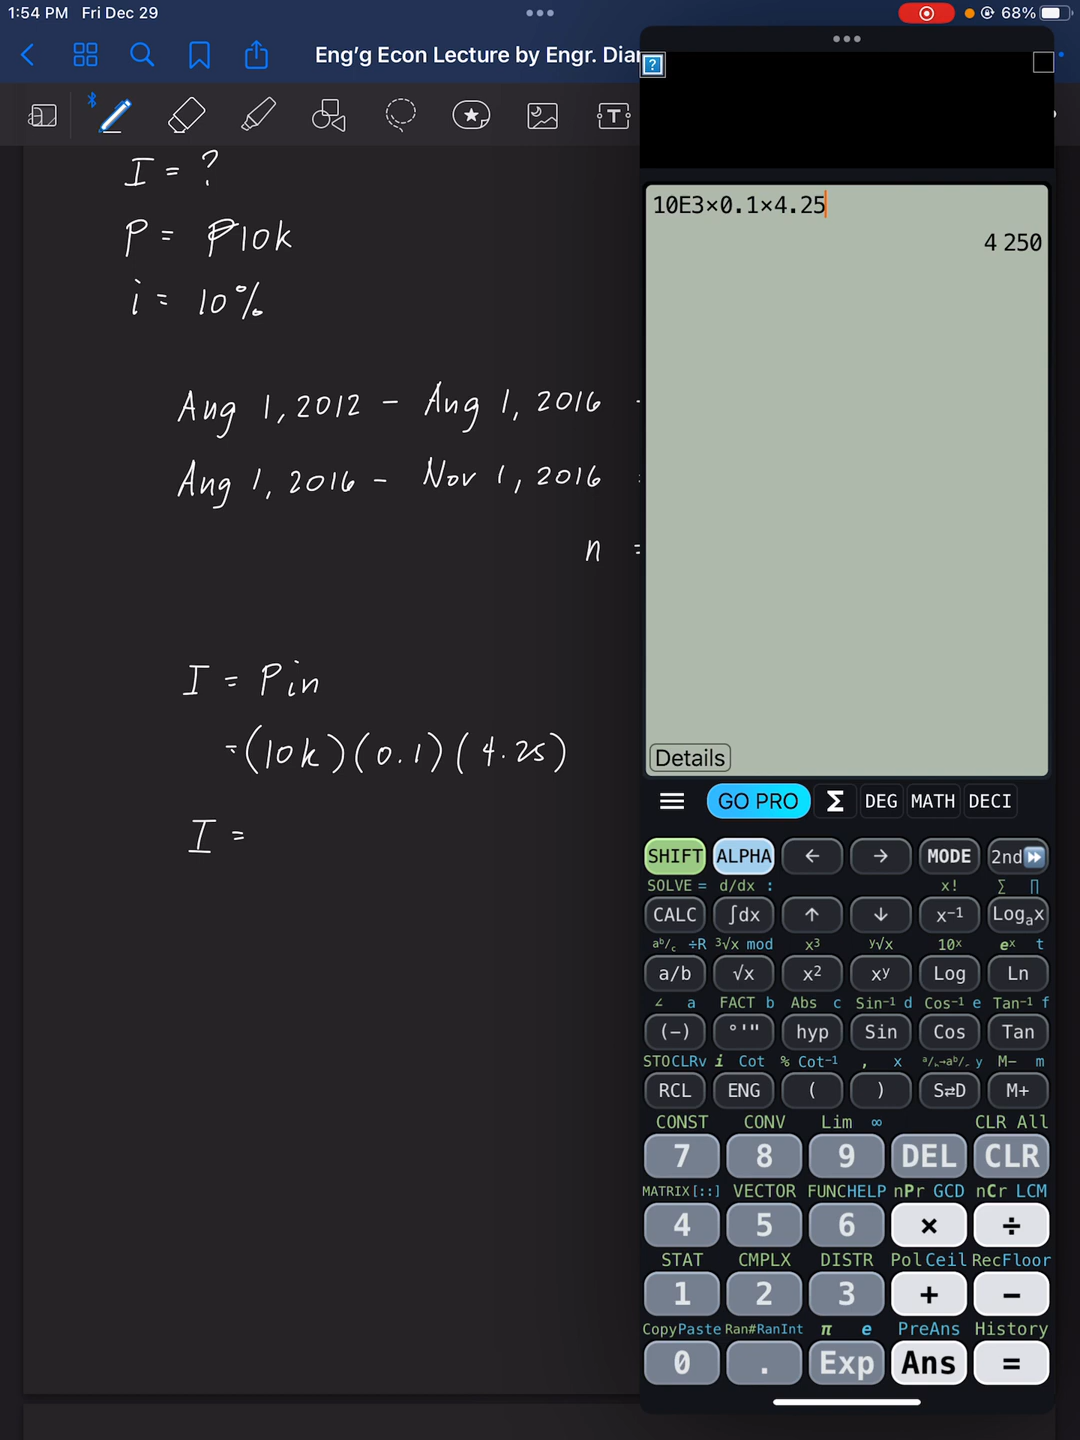 1:54 PM Fri Dec 29
68%
Eng'g Econ Lecture by Engr. Dian
T
I = ?
P = ₱10k
i = 10%
Aug 1, 2012 - Aug 1, 2016 -
Aug 1, 2016 - Nov 1, 2016 =
n =
I = Pin
= (10k)(0.1)(4.25)
I =
?
10E3×0.1×4.25
4 250
Details
GO PRO Σ DEG MATH DECI
SHIFT ALPHA ← → MODE 2nd
SOLVE = d/dx : x! ∑ ∏
CALC ∫dx ↑ ↓ x⁻¹ Logₐx
aᵇ/c ÷R ³√x mod x³ ʸ√x 10ˣ eˣ t
a/b √x x² xʸ Log Ln
∠ a FACT b Abs c Sin⁻¹ d Cos⁻¹ e Tan⁻¹ f
(−) °'" hyp Sin Cos Tan
STO CLRv i Cot % Cot⁻¹ , x y M− m
RCL ENG ( ) S⇄D M+
CONST CONV Lim ∞ CLR All
7 8 9 DEL CLR
MATRIX[::] VECTOR FUNC HELP nPr GCD nCr LCM
4 5 6 × ÷
STAT CMPLX DISTR Pol Ceil Rec Floor
1 2 3 + −
Copy Paste Ran# RanInt π e PreAns History
0 . Exp Ans =